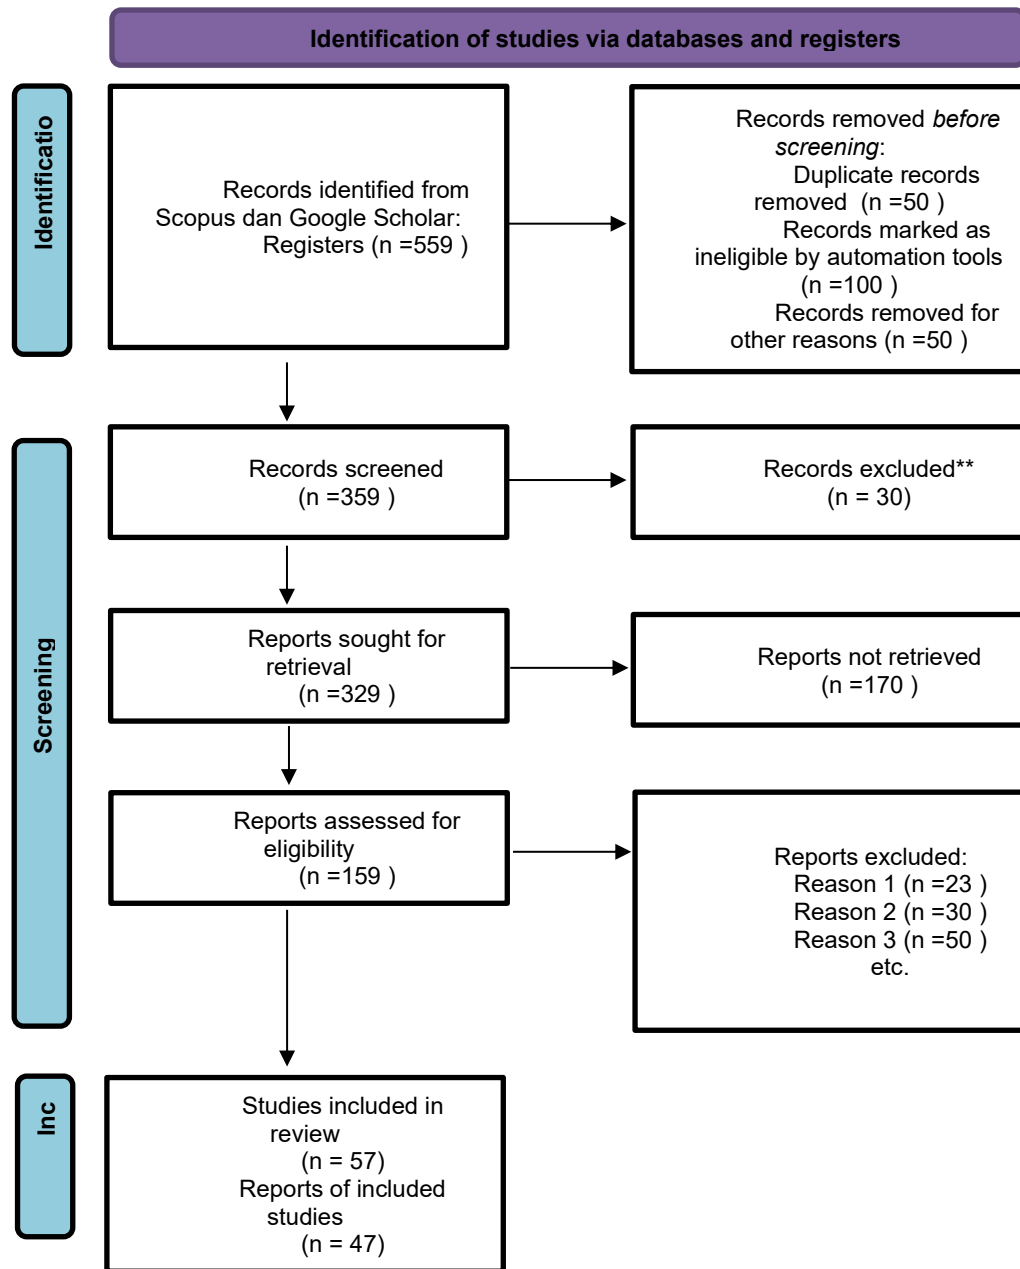 Identification of studies via databases and registers
Identificatio
Records identified from
Scopus dan Google Scholar:
Registers (n =559 )
Records removed before
screening:
Duplicate records
removed  (n =50 )
Records marked as
ineligible by automation tools
(n =100 )
Records removed for
other reasons (n =50 )
Screening
Records screened
(n =359 )
Records excluded**
(n = 30)
Reports sought for
retrieval
(n =329 )
Reports not retrieved
(n =170 )
Reports assessed for
eligibility
(n =159 )
Reports excluded:
Reason 1 (n =23 )
Reason 2 (n =30 )
Reason 3 (n =50 )
etc.
Inc
Studies included in
review
(n = 57)
Reports of included
studies
(n = 47)